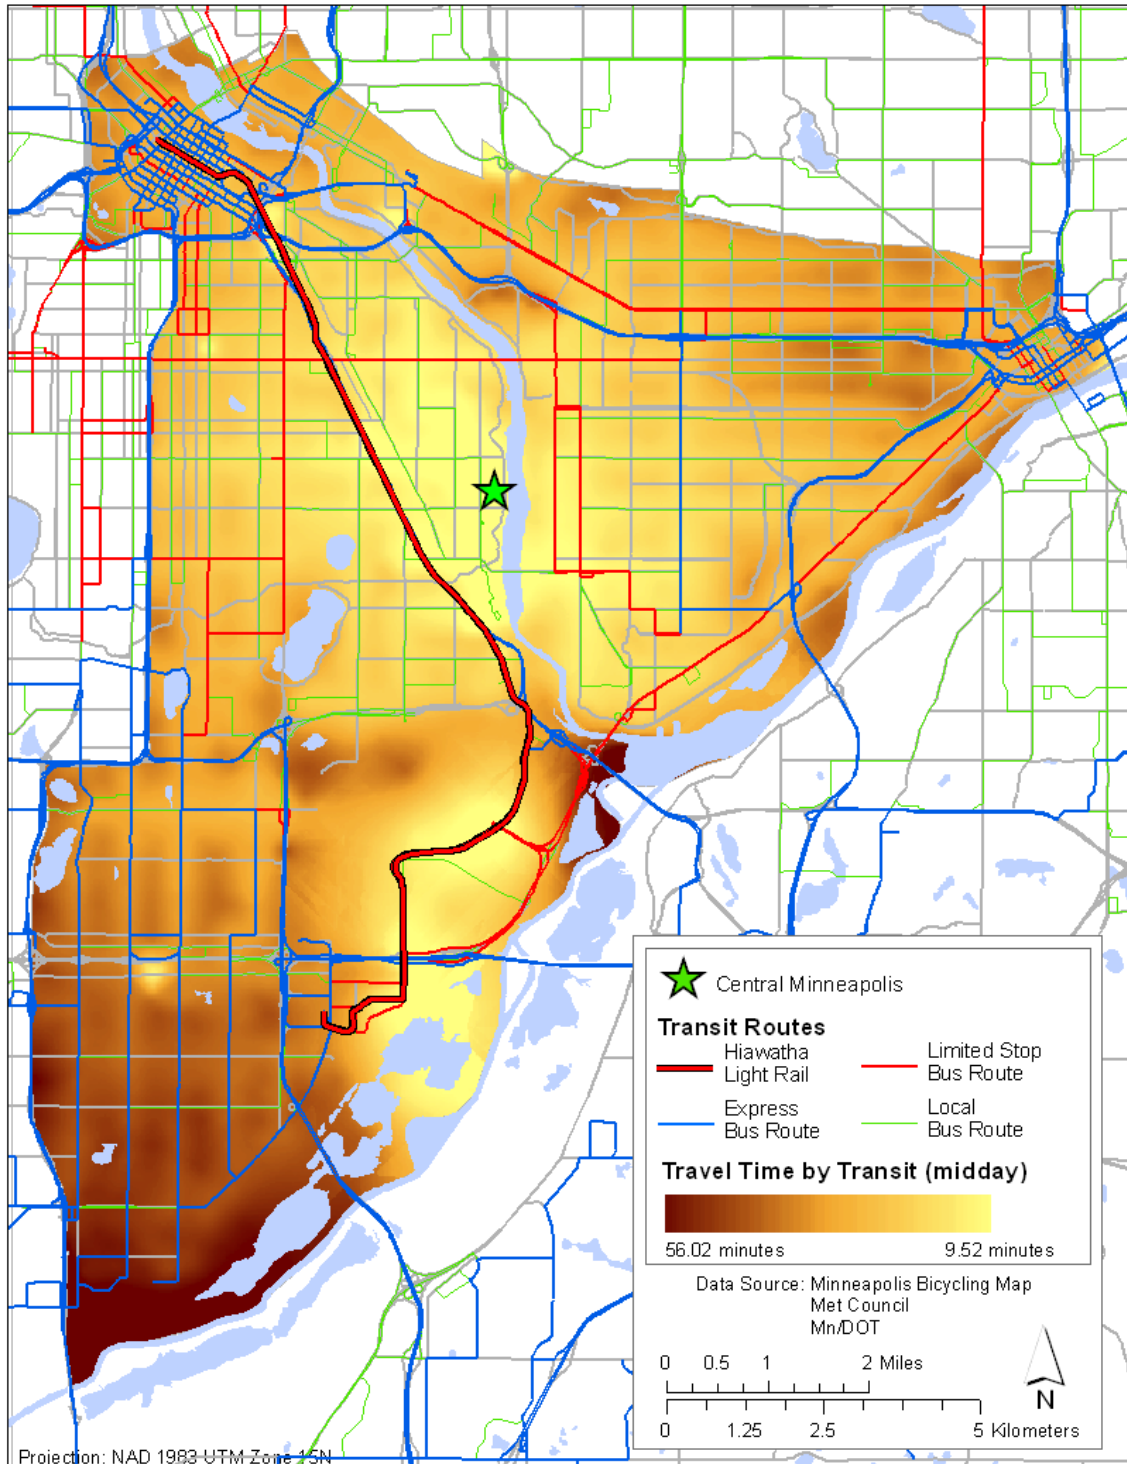 Central Minneapolis
Transit Routes
Hiawatha
Light Rail
Limited Stop
Bus Route
Express
Bus Route
Local
Bus Route
Travel Time by Transit (midday)
56.02 minutes 9.52 minutes
Data Source: Minneapolis Bicycling Map
Met Council
Mn/DOT
0 0.5 1 2 Miles
0 1.25 2.5 5 Kilometers
N
Projection: NAD 1983 UTM Zone 15N